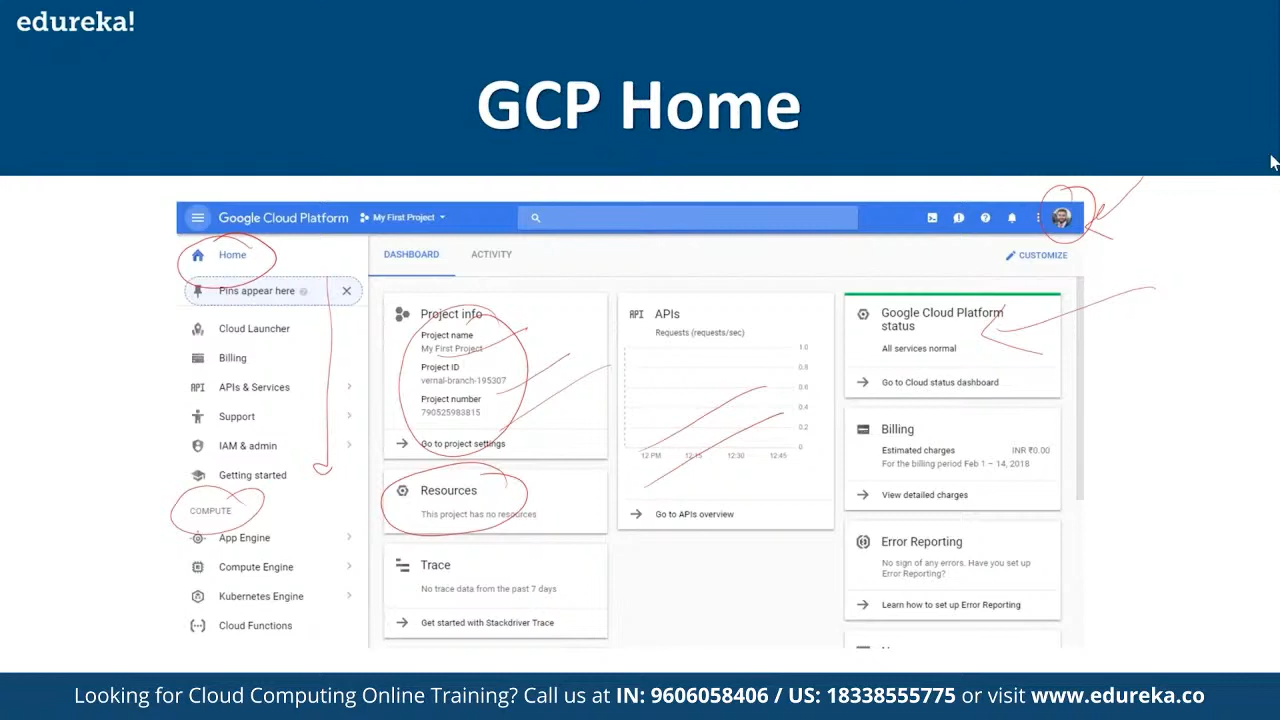 edureka!
GCP Home
Google Cloud Platform My First Project
Home
Pins appear here
Cloud Launcher
Billing
API APIs & Services
Support
IAM & admin
Getting started
COMPUTE
App Engine
Compute Engine
Kubernetes Engine
Cloud Functions
DASHBOARD ACTIVITY
CUSTOMIZE
Project info
Project name
My First Project
Project ID
vernal-branch-195307
Project number
790525983815
Go to project settings
Resources
This project has no resources
Trace
No trace data from the past 7 days
Get started with Stackdriver Trace
API APIs
Requests (requests/sec)
1.0
0.8
0.6
0.4
0.2
0
12 PM 12:15 12:30 12:45
Go to APIs overview
Google Cloud Platform
status
All services normal
Go to Cloud status dashboard
Billing
Estimated charges INR ₹0.00
For the billing period Feb 1 – 14, 2018
View detailed charges
Error Reporting
No sign of any errors. Have you set up
Error Reporting?
Learn how to set up Error Reporting
Looking for Cloud Computing Online Training? Call us at IN: 9606058406 / US: 18338555775 or visit www.edureka.co